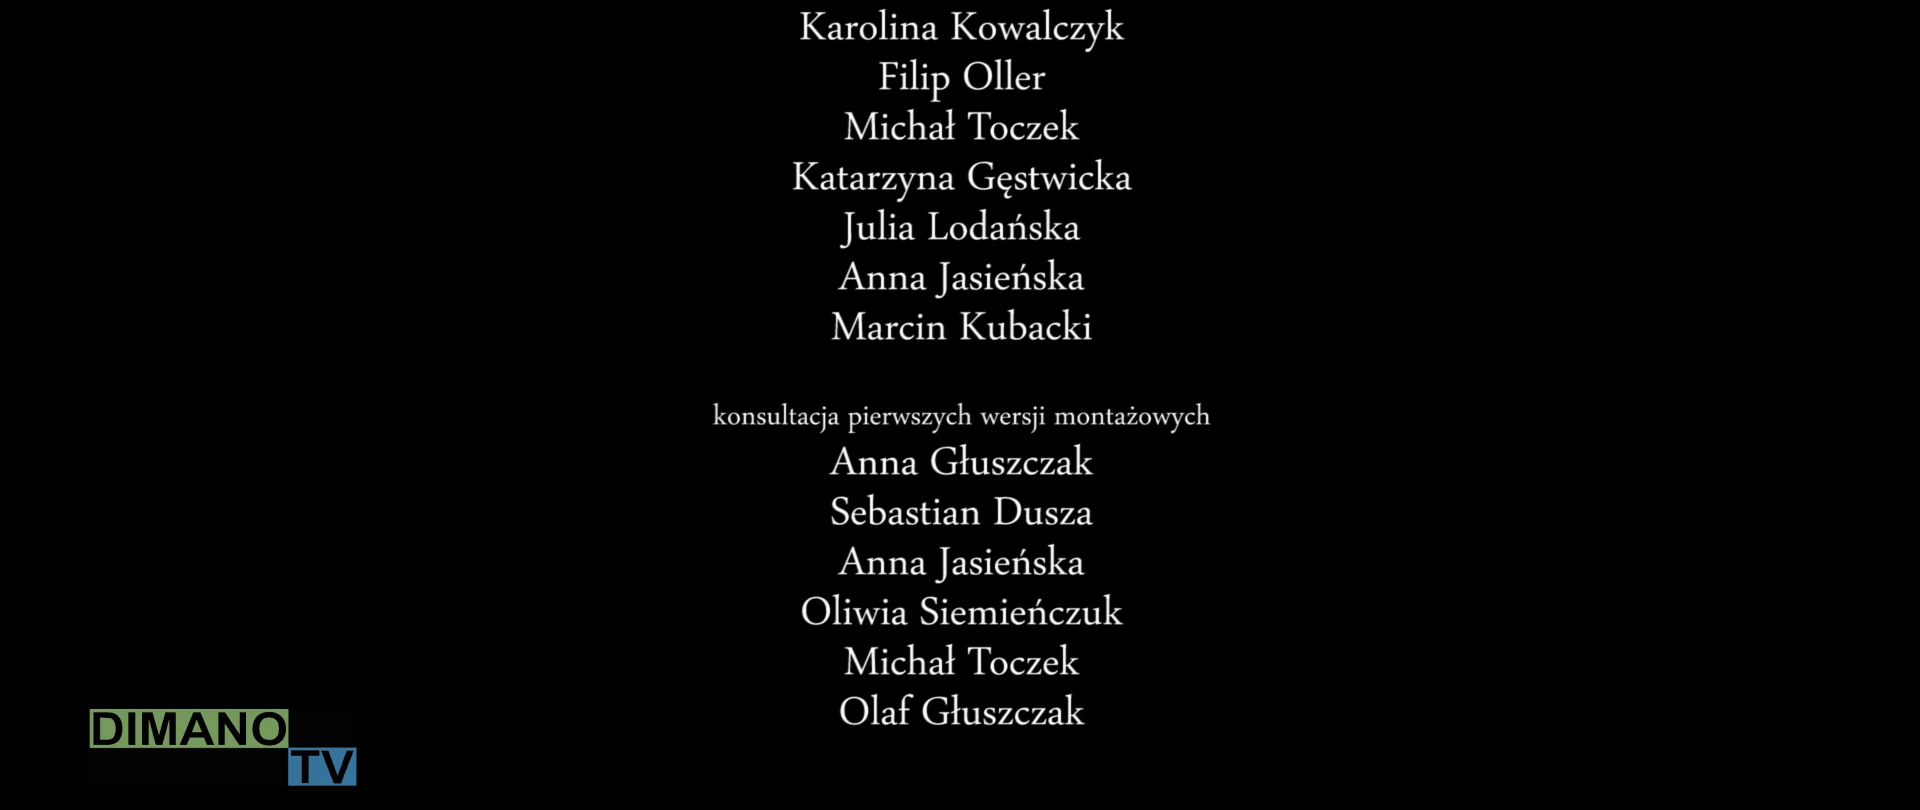 Karolina Kowalczyk
Filip Oller
Michał Toczek
Katarzyna Gęstwicka
Julia Lodańska
Anna Jasieńska
Marcin Kubacki
konsultacja pierwszych wersji montażowych
Anna Głuszczak
Sebastian Dusza
Anna Jasieńska
Oliwia Siemieńczuk
Michał Toczek
Olaf Głuszczak
DIMANO
TV